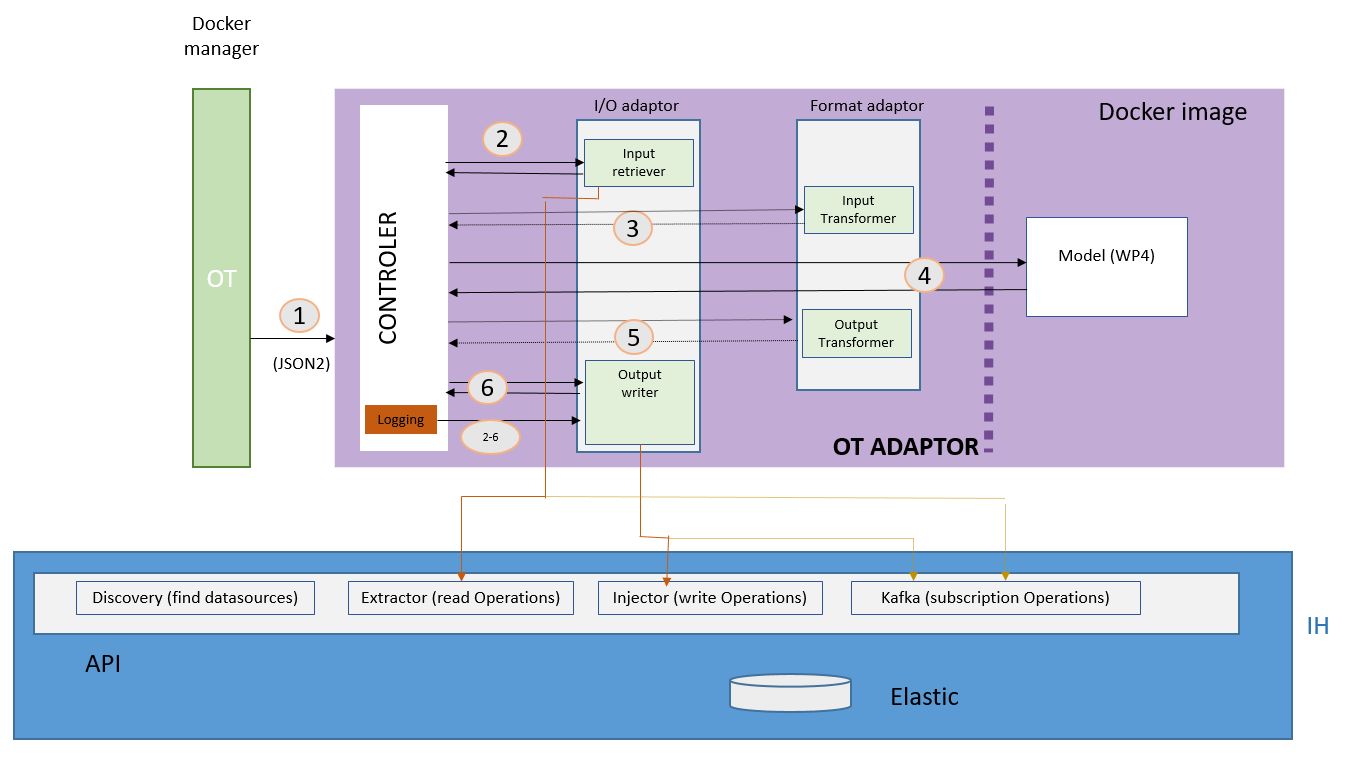 Docker
manager
I/O adaptor
Format adaptor
Docker image
2
Input
retriever
Input
Transformer
3
CONTROLER
OT
4
Model (WP4)
1
(JSON2)
5
Output
Transformer
6
Output
writer
Logging
2-6
OT ADAPTOR
Discovery (find datasources)
Extractor (read Operations)
Injector (write Operations)
Kafka (subscription Operations)
IH
API
Elastic